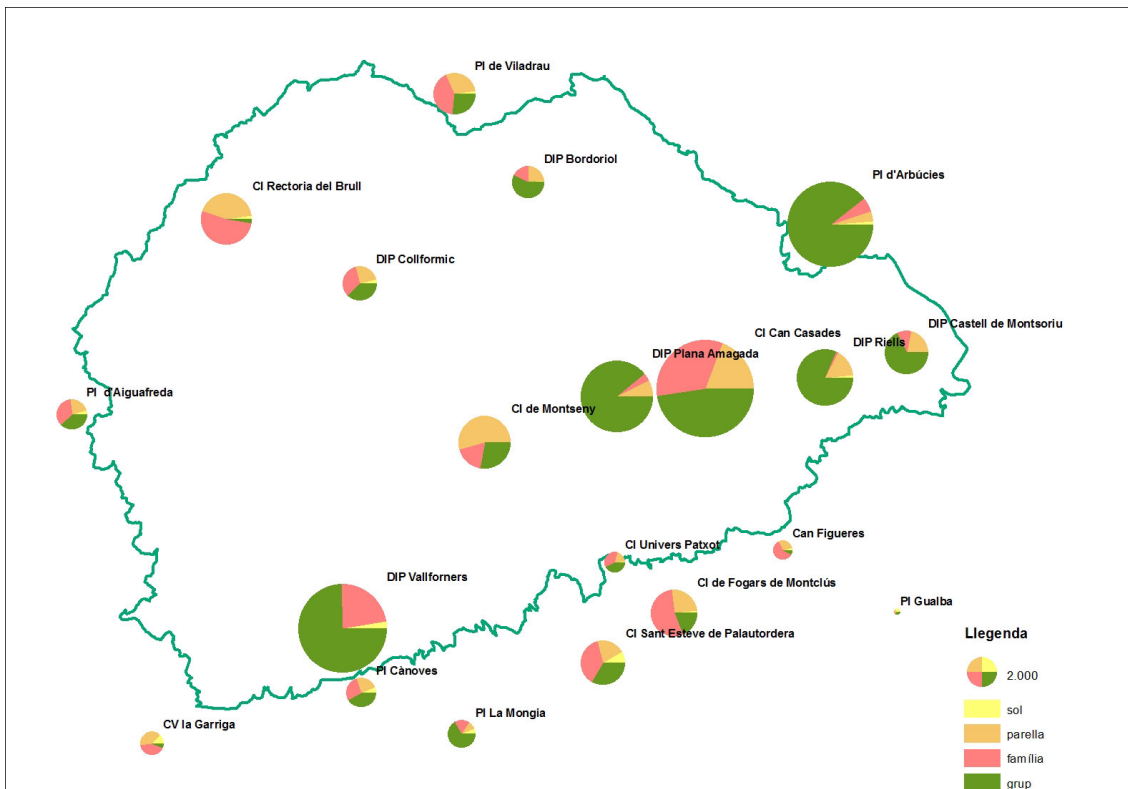 PI de Viladrau
DIP Bordoriol
PI d'Arbúcies
CI Rectoria del Brull
DIP Collformic
DIP Castell de Montsoriu
CI Can Casades
DIP Riells
DIP Plana Amagada
PI d'Aiguafreda
CI de Montseny
Can Figueres
CI Univers Patxot
DIP Vallforners
CI de Fogars de Montclús
PI Gualba
CI Sant Esteve de Palautordera
PI Cànoves
PI La Mongia
CV la Garriga
Llegenda
2.000
sol
parella
família
grup